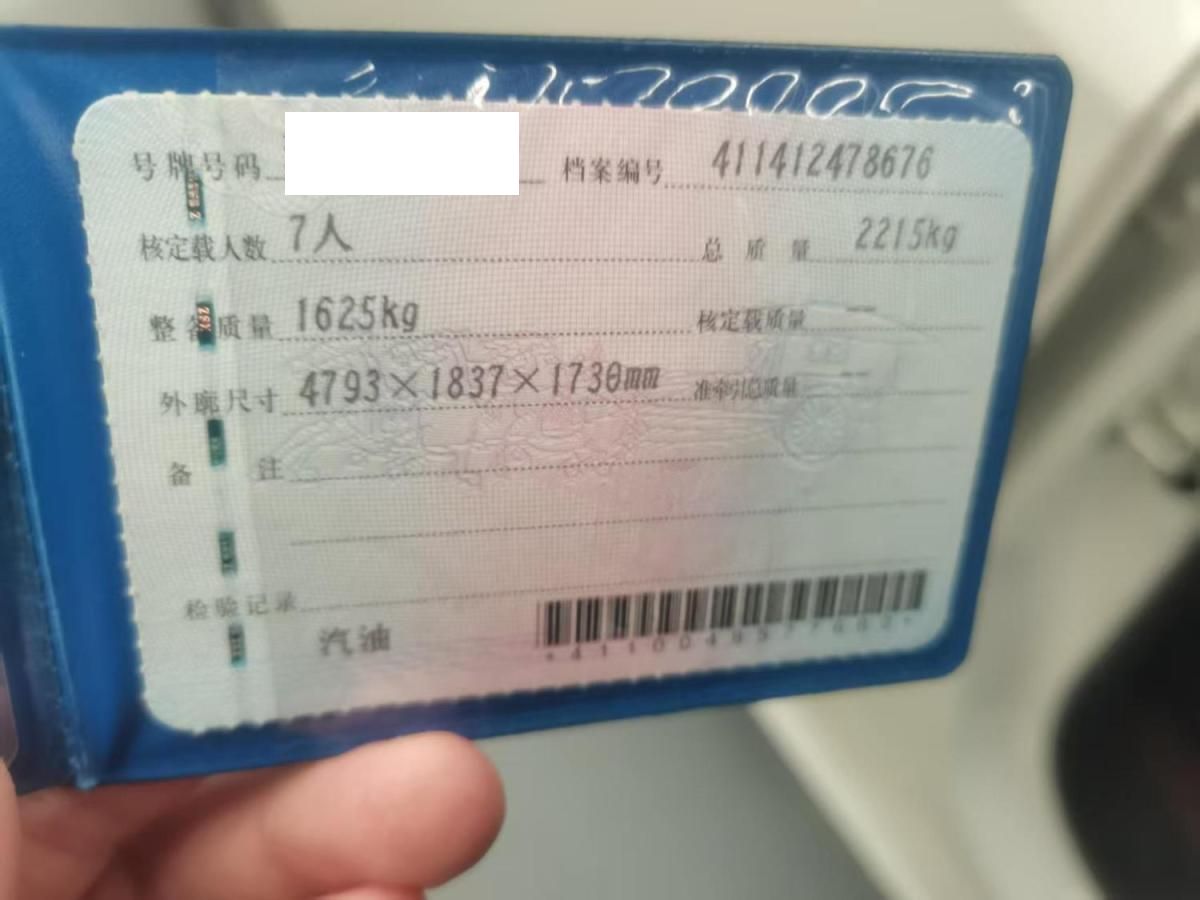 号牌号码 档案编号 411412478676
核定载人数 7人 总质量 2215kg
整备质量 1625kg 核定载质量 —
外廓尺寸 4793×1837×1730mm 准牵引总质量 —
备注
检验记录
汽油